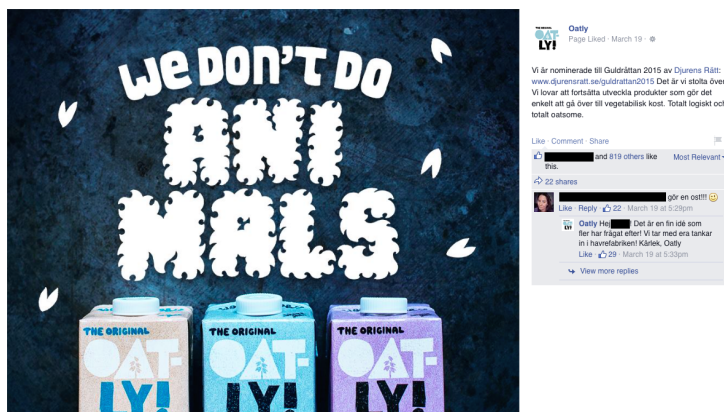 WE DON'T DO
ANI
MALS
THE ORIGINAL
OAT-
LY!
THE ORIGINAL
OAT-
LY!
THE ORIGINAL
OAT-
LY!
THE ORIGINAL
OAT-
LY!
Oatly
Page Liked · March 19 ·
Vi är nominerade till Guldråttan 2015 av Djurens Rätt:
www.djurensratt.se/guldrattan2015 Det är vi stolta över
Vi lovar att fortsätta utveckla produkter som gör det
enkelt att gå över till vegetabilisk kost. Totalt logiskt och
totalt oatsome.
Like · Comment · Share
and 819 others like
this.
Most Relevant
22 shares
gör en ost!!!
Like · Reply · 22 · March 19 at 5:29pm
Oatly Hej ! Det är en fin idé som
fler har frågat efter! Vi tar med era tankar
in i havrefabriken! Kärlek, Oatly
Like · 29 · March 19 at 5:33pm
View more replies